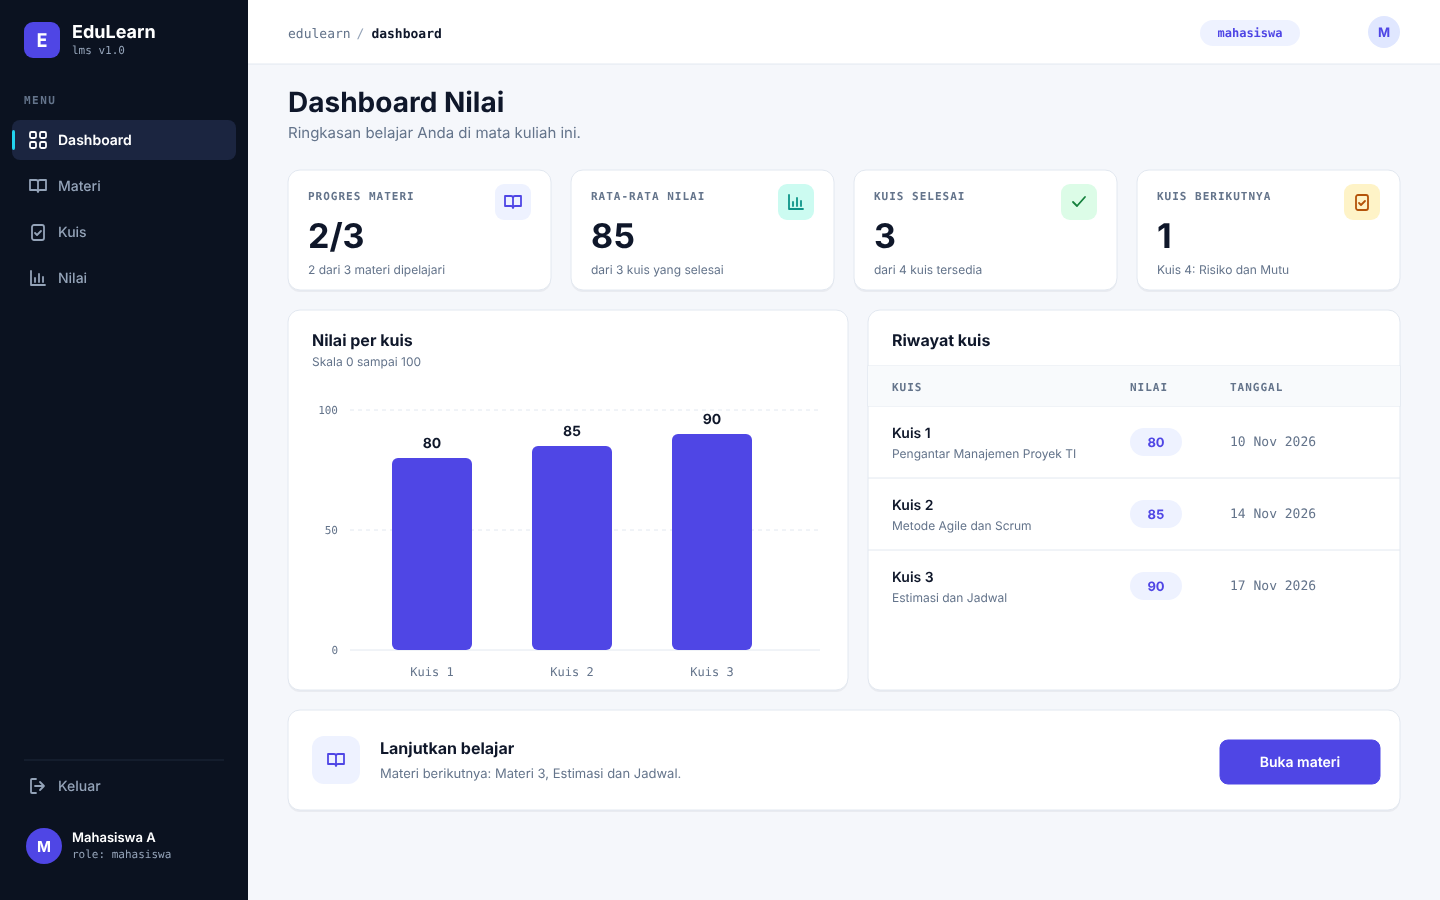 E
EduLearn
lms v1.0
MENU
Dashboard
Materi
Kuis
Nilai
Keluar
M
Mahasiswa A
role: mahasiswa
edulearn / dashboard
mahasiswa
M
Dashboard Nilai
Ringkasan belajar Anda di mata kuliah ini.
PROGRES MATERI
2/3
2 dari 3 materi dipelajari
RATA-RATA NILAI
85
dari 3 kuis yang selesai
KUIS SELESAI
3
dari 4 kuis tersedia
KUIS BERIKUTNYA
1
Kuis 4: Risiko dan Mutu
Nilai per kuis
Skala 0 sampai 100
100
50
0
80
85
90
Kuis 1
Kuis 2
Kuis 3
Riwayat kuis
KUIS NILAI TANGGAL
Kuis 1
Pengantar Manajemen Proyek TI
80
10 Nov 2026
Kuis 2
Metode Agile dan Scrum
85
14 Nov 2026
Kuis 3
Estimasi dan Jadwal
90
17 Nov 2026
Lanjutkan belajar
Materi berikutnya: Materi 3, Estimasi dan Jadwal.
Buka materi